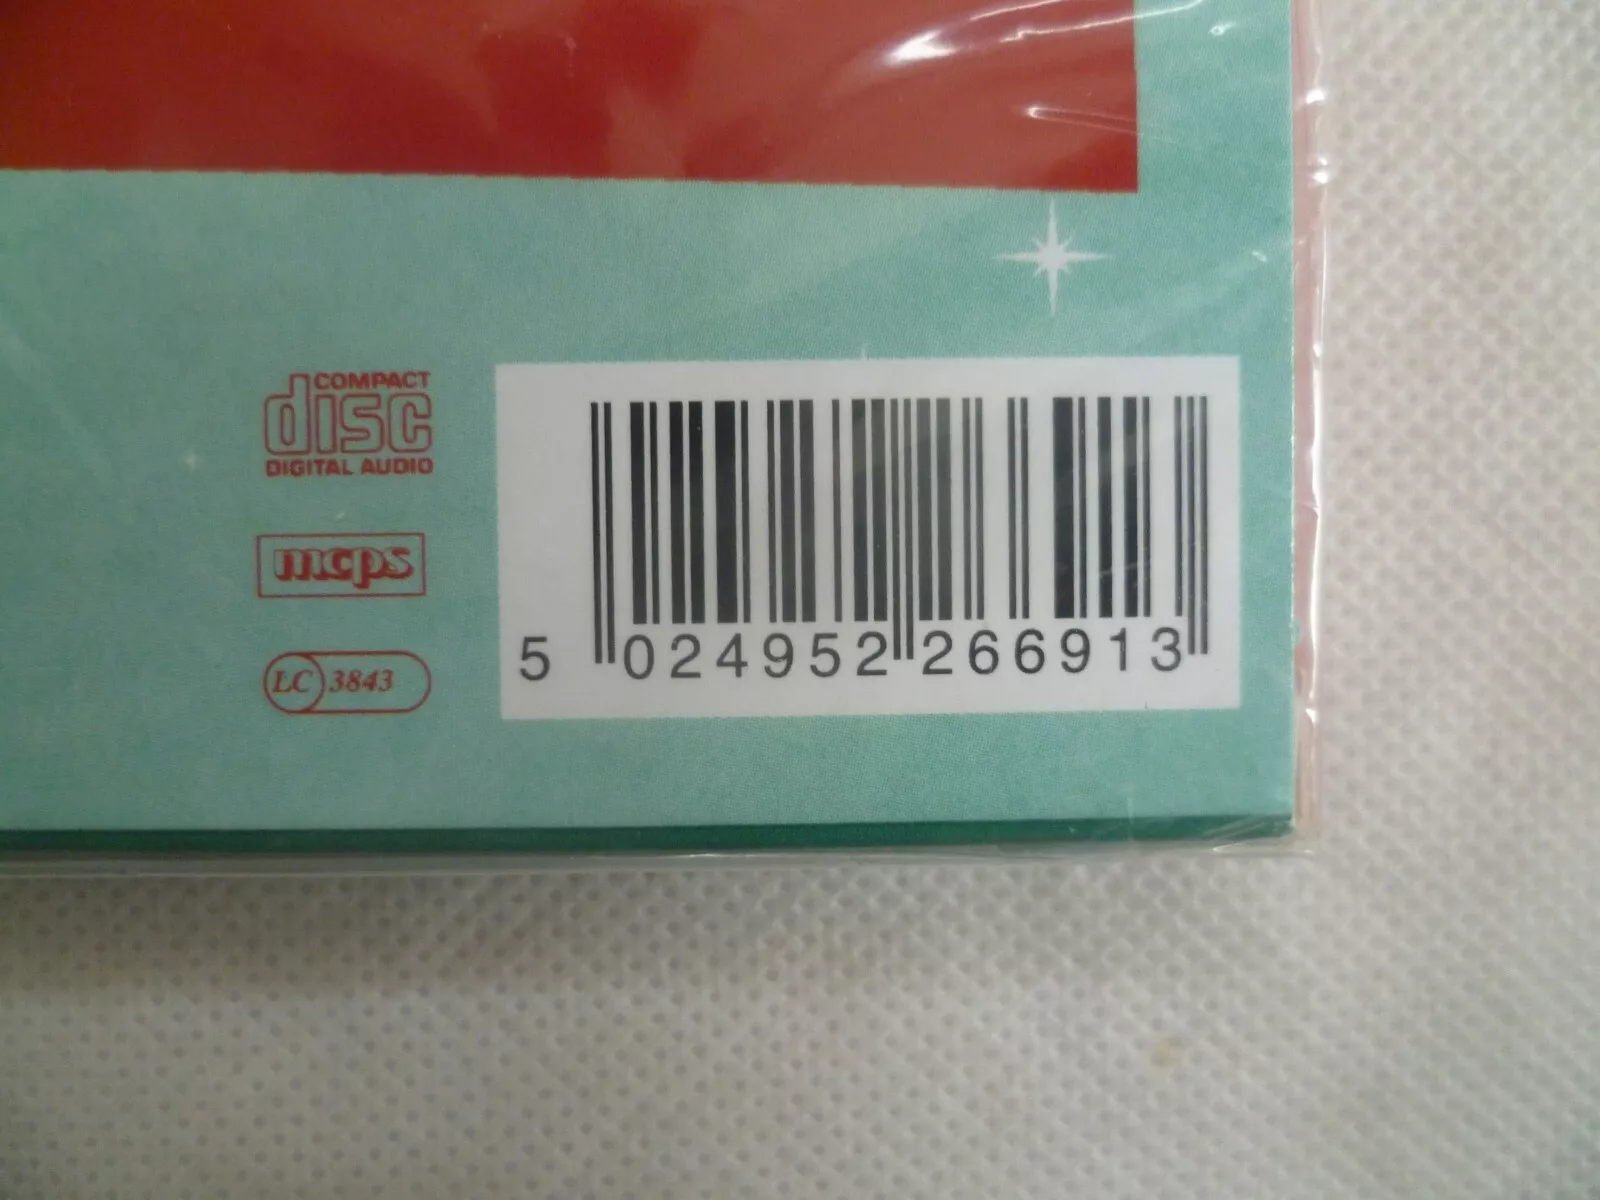 COMPACT
disc
DIGITAL AUDIO
mcps
LC 3843
5 024952 266913